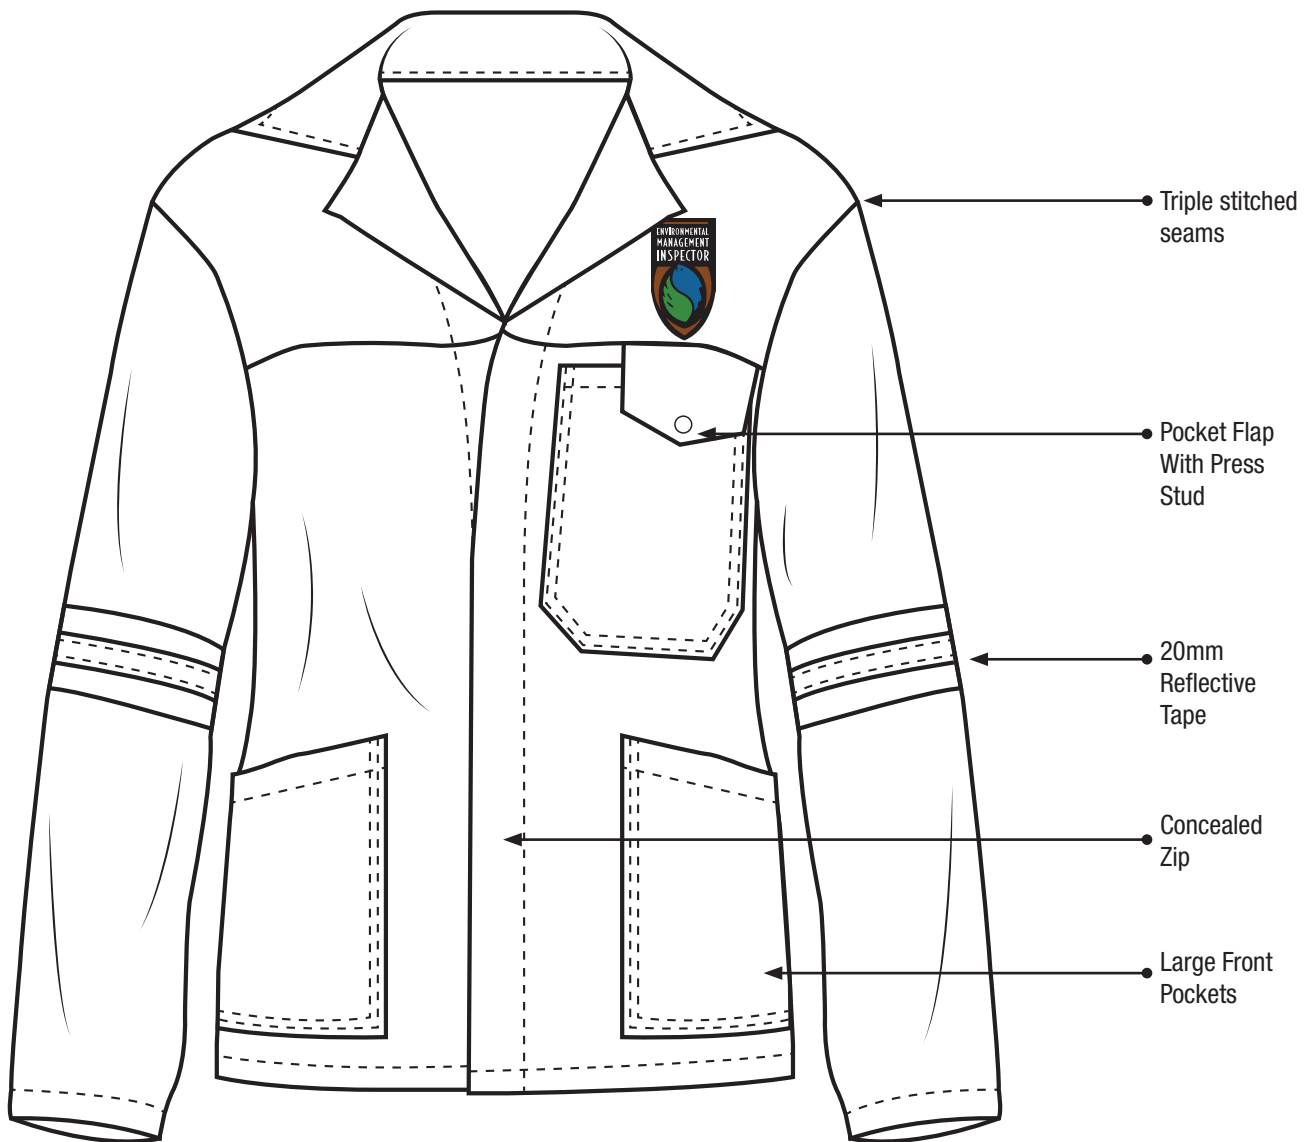 ENVIRONMENTAL
MANAGEMENT
INSPECTOR
Triple stitched
seams
Pocket Flap
With Press
Stud
20mm
Reflective
Tape
Concealed
Zip
Large Front
Pockets